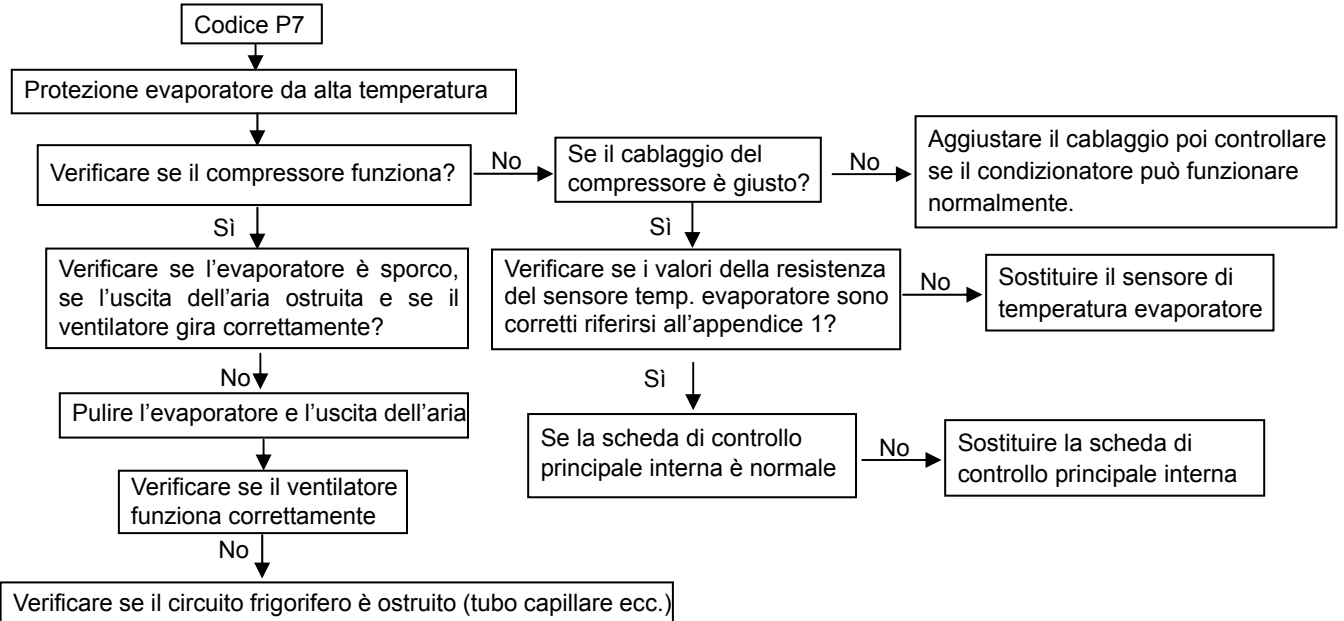 Codice P7
Protezione evaporatore da alta temperatura
Verificare se il compressore funziona?
No
Se il cablaggio del
compressore è giusto?
No
Aggiustare il cablaggio poi controllare
se il condizionatore può funzionare
normalmente.
Sì
Sì
Verificare se l’evaporatore è sporco,
se l’uscita dell’aria ostruita e se il
ventilatore gira correttamente?
Verificare se i valori della resistenza
del sensore temp. evaporatore sono
corretti riferirsi all’appendice 1?
No
Sostituire il sensore di
temperatura evaporatore
No
Sì
Pulire l’evaporatore e l’uscita dell’aria
Se la scheda di controllo
principale interna è normale
No
Sostituire la scheda di
controllo principale interna
Verificare se il ventilatore
funziona correttamente
No
Verificare se il circuito frigorifero è ostruito (tubo capillare ecc.)